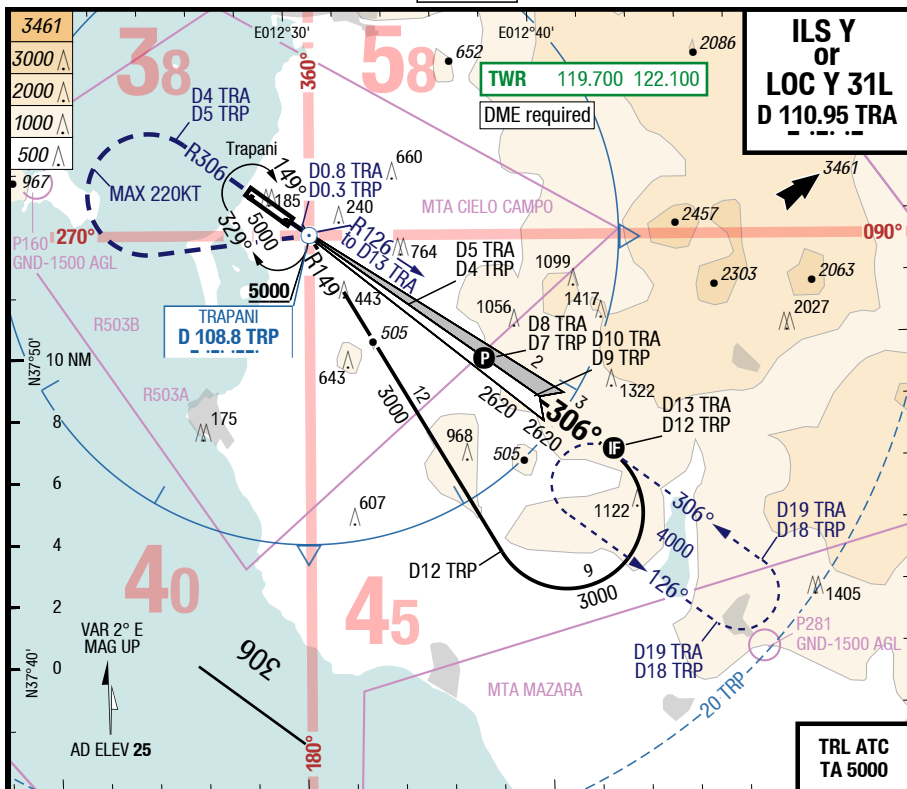 3461
3000
2000
1000
500
967
38
58
E012°30'
E012°40'
360°
652
2086
TWR 119.700 122.100
DME required
ILS Y
or
LOC Y 31L
D 110.95 TRA
D4 TRA
D5 TRP
R306
Trapani
149°
185
D0.8 TRA
D0.3 TRP
660
240
MAX 220KT
MTA CIELO CAMPO
3461
2457
P160
GND-1500 AGL
270°
090°
5000
329°
R126
to D13 TRA
764
D5 TRA
D4 TRP
1099
2303
2063
2027
5000
R149
443
1056
1417
TRAPANI
D 108.8 TRP
R503B
505
D8 TRA
D7 TRP
D10 TRA
D9 TRP
P
2
N37°50'
10 NM
643
1322
3
R503A
12
3000
2620
2620
306°
D13 TRA
D12 TRP
IF
8
175
968
505
6
607
1122
306°
4000
126°
D19 TRA
D18 TRP
4
D12 TRP
9
3000
40
45
1405
2
VAR 2° E
MAG UP
306
P281
GND-1500 AGL
D19 TRA
D18 TRP
N37°40'
0
MTA MAZARA
20 TRP
AD ELEV 25
180°
TRL ATC
TA 5000